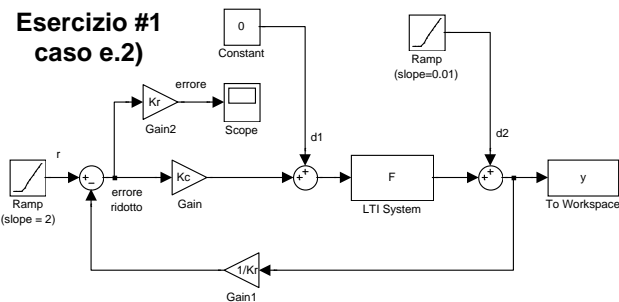 Esercizio #1
caso e.2)
0
Constant
Ramp
(slope=0.01)
errore
Kr
Gain2
Scope
d1
d2
r
+
−
errore
ridotto
Ramp
(slope = 2)
Kc
Gain
+
+
F
LTI System
+
+
y
To Workspace
1/Kr
Gain1